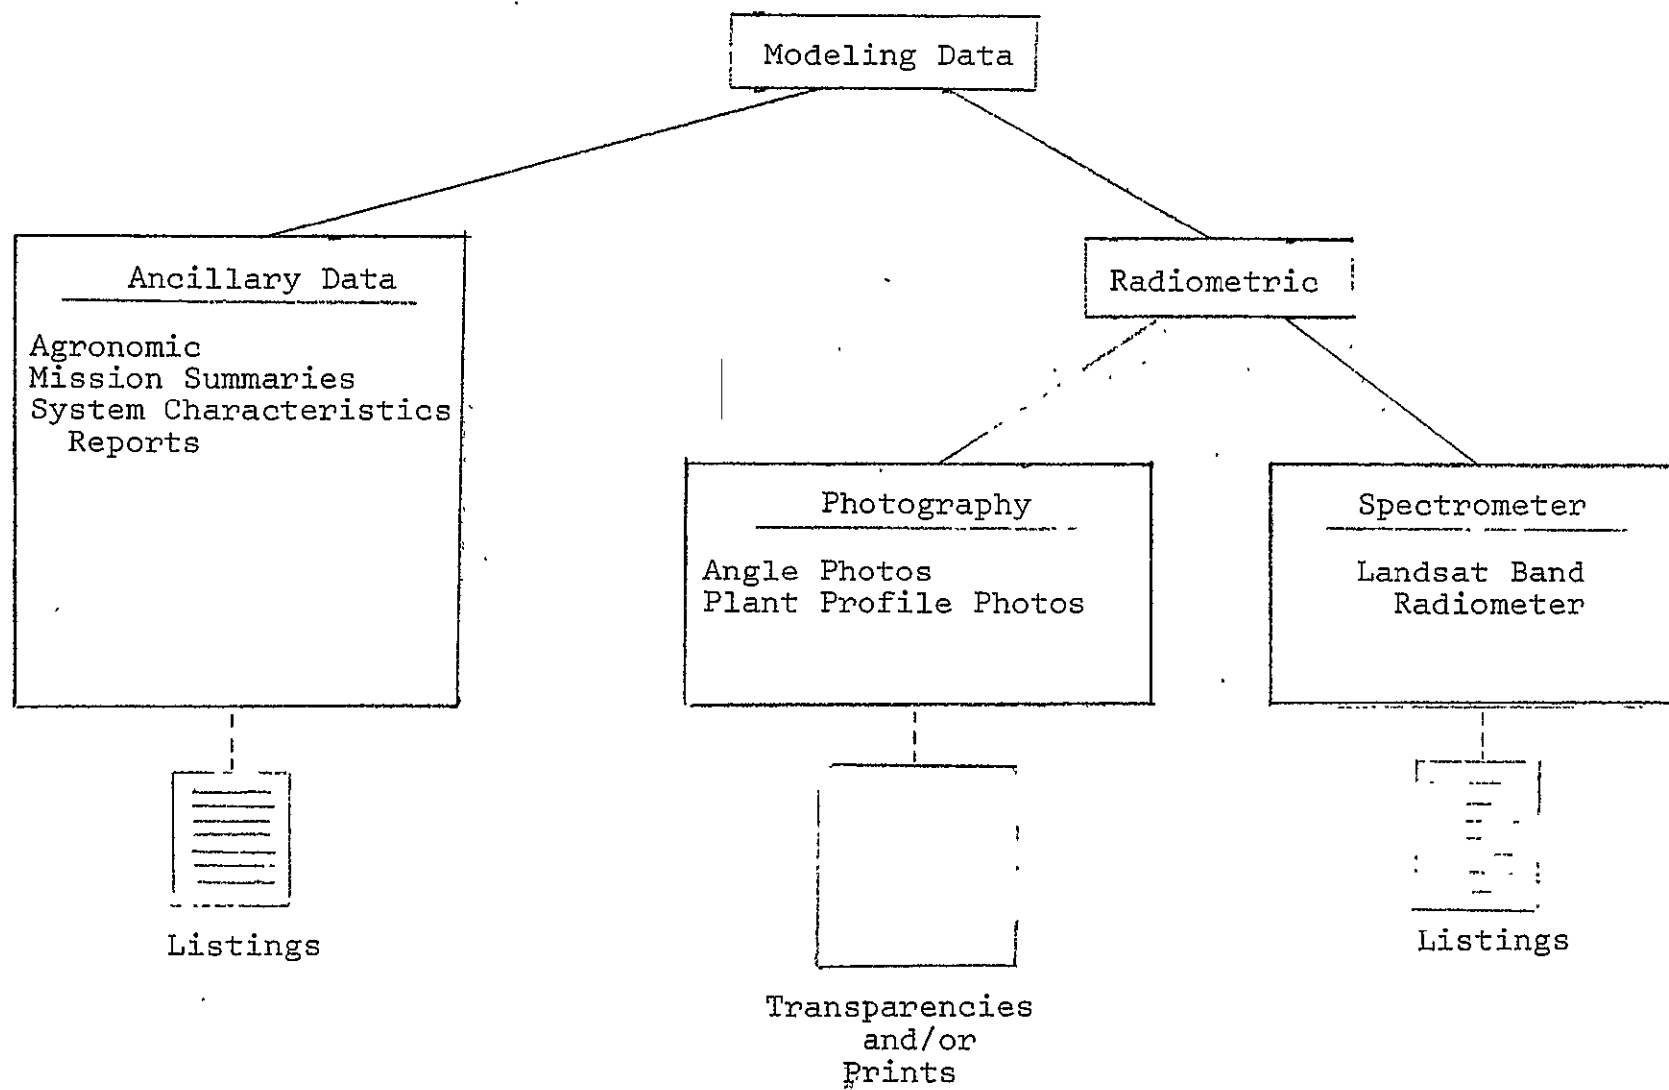 Modeling Data
Ancillary Data
Agronomic
Mission Summaries
System Characteristics
Reports
Radiometric
Photography
Angle Photos
Plant Profile Photos
Spectrometer
Landsat Band
Radiometer
Listings
Transparencies
and/or
Prints
Listings